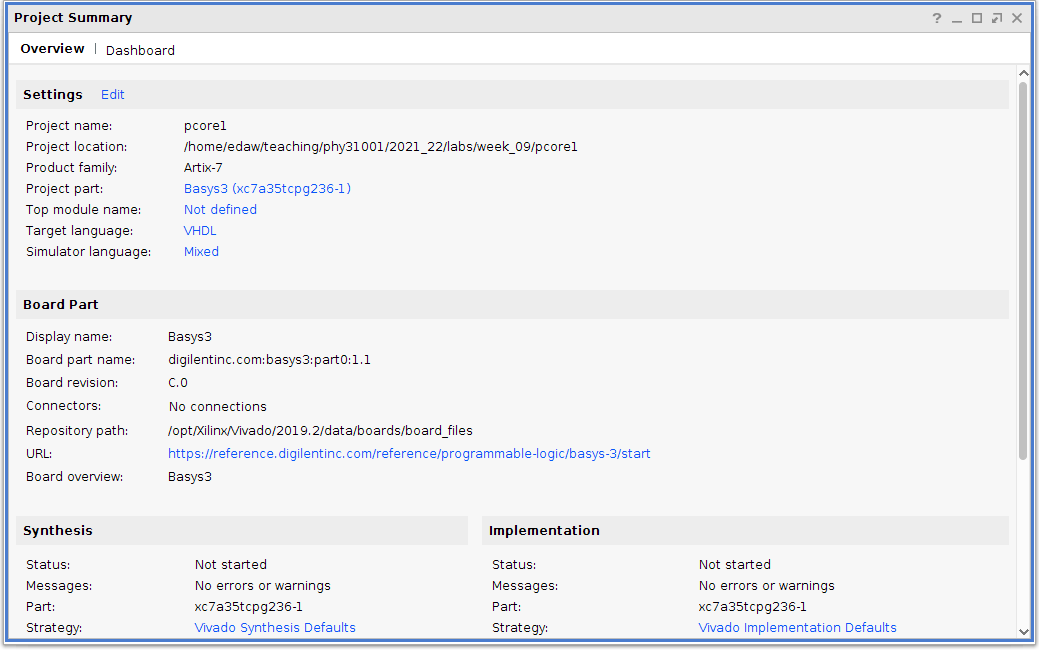 Project Summary
?
Overview | Dashboard
Settings Edit
Project name: pcore1
Project location: /home/edaw/teaching/phy31001/2021_22/labs/week_09/pcore1
Product family: Artix-7
Project part: Basys3 (xc7a35tcpg236-1)
Top module name: Not defined
Target language: VHDL
Simulator language: Mixed
Board Part
Display name: Basys3
Board part name: digilentinc.com:basys3:part0:1.1
Board revision: C.0
Connectors: No connections
Repository path: /opt/Xilinx/Vivado/2019.2/data/boards/board_files
URL: https://reference.digilentinc.com/reference/programmable-logic/basys-3/start
Board overview: Basys3
Synthesis
Status: Not started
Messages: No errors or warnings
Part: xc7a35tcpg236-1
Strategy: Vivado Synthesis Defaults
Implementation
Status: Not started
Messages: No errors or warnings
Part: xc7a35tcpg236-1
Strategy: Vivado Implementation Defaults